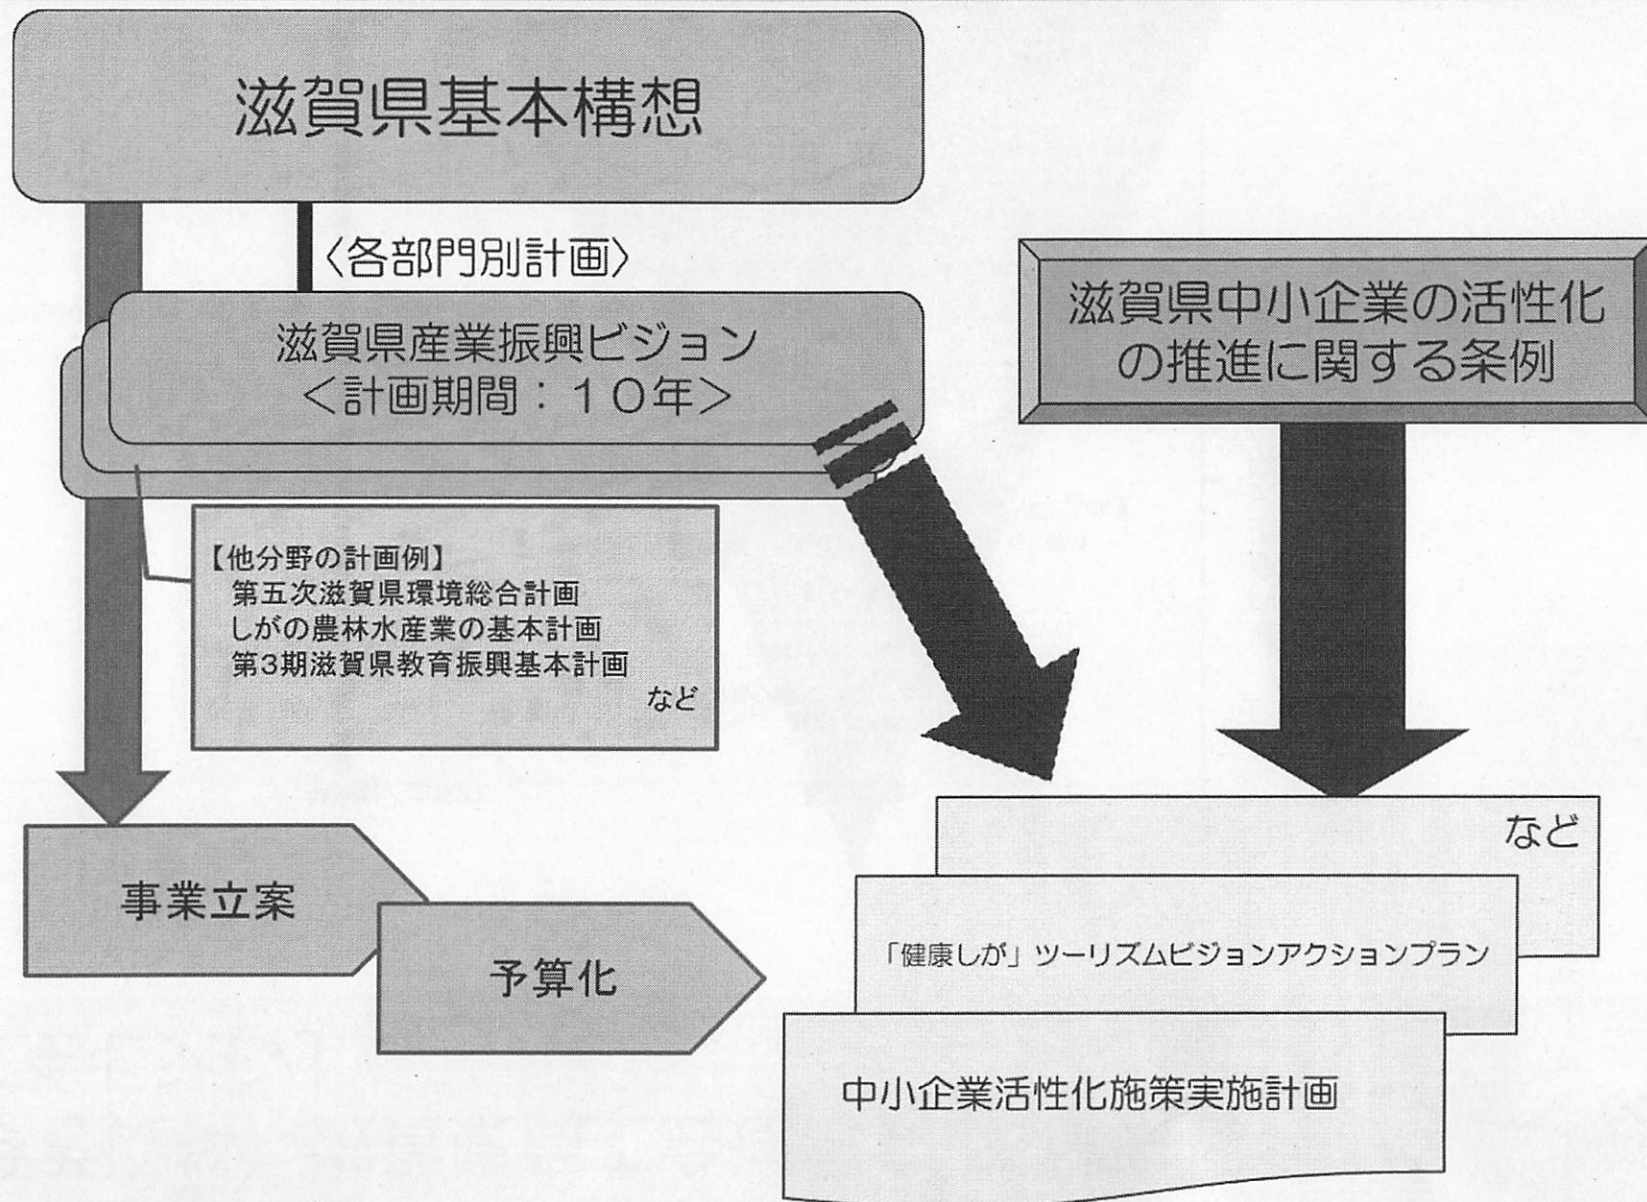 滋賀県基本構想
〈各部門別計画〉
滋賀県産業振興ビジョン
＜計画期間：１０年＞
滋賀県中小企業の活性化
の推進に関する条例
【他分野の計画例】
第五次滋賀県環境総合計画
しがの農林水産業の基本計画
第3期滋賀県教育振興基本計画
など
事業立案
予算化
など
「健康しが」ツーリズムビジョンアクションプラン
中小企業活性化施策実施計画